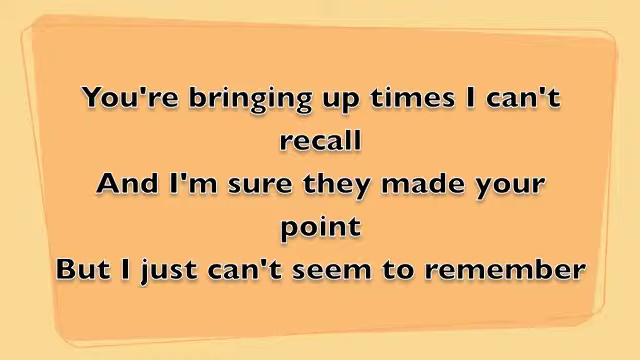 You're bringing up times I can't
recall
And I'm sure they made your
point
But I just can't seem to remember